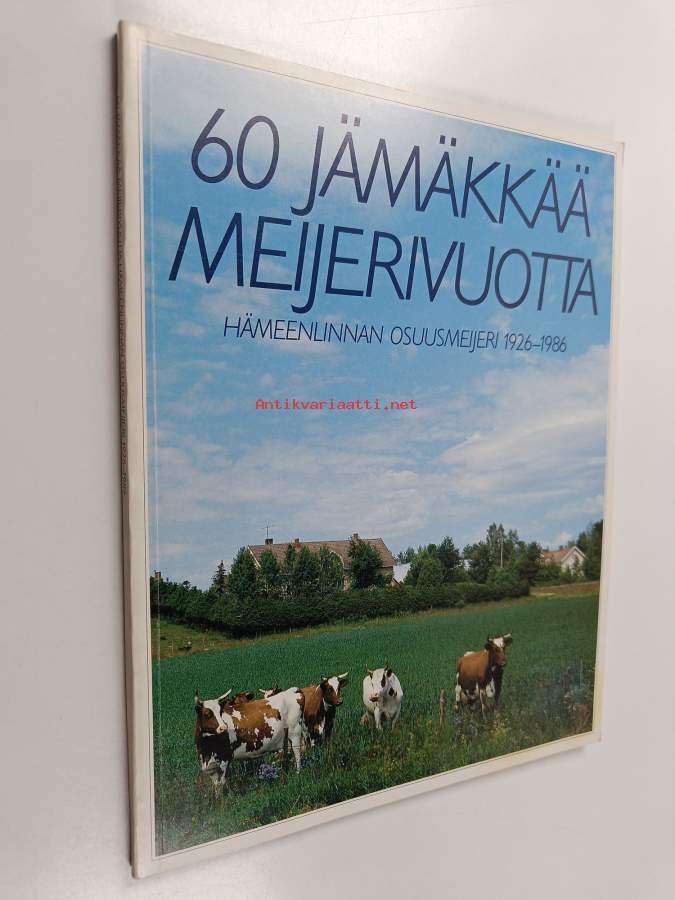 60 JÄMÄKKÄÄ
MEIJERIVUOTTA
HÄMEENLINNAN OSUUSMEIJERI 1926–1986
Antikvariaatti.net